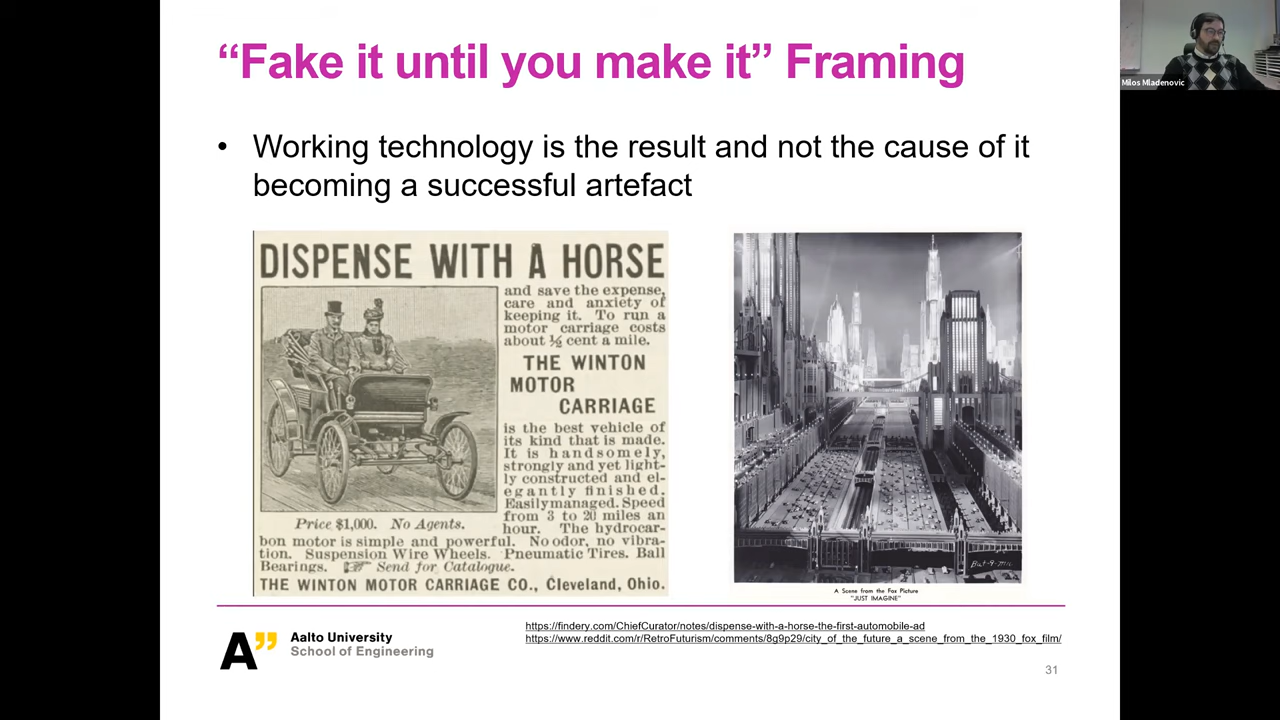 “Fake it until you make it” Framing
Milos Mladenovic
• Working technology is the result and not the cause of it
becoming a successful artefact
DISPENSE WITH A HORSE
and save the expense,
care and anxiety of
keeping it. To run a
motor carriage costs
about ½ cent a mile.
THE WINTON
MOTOR
CARRIAGE
is the best vehicle of
its kind that is made.
It is handsomely,
strongly and yet light-
ly constructed and el-
egantly finished.
Easily managed. Speed
from 3 to 20 miles an
hour. The hydrocar-
Price $1,000. No Agents.
bon motor is simple and powerful. No odor, no vibra-
tion. Suspension Wire Wheels. Pneumatic Tires. Ball
Bearings. ☞ Send for Catalogue.
THE WINTON MOTOR CARRIAGE CO., Cleveland, Ohio.
A Scene from the Fox Picture
"JUST IMAGINE"
https://findery.com/ChiefCurator/notes/dispense-with-a-horse-the-first-automobile-ad
https://www.reddit.com/r/RetroFuturism/comments/8g9p29/city_of_the_future_a_scene_from_the_1930_fox_film/
A”
Aalto University
School of Engineering
31